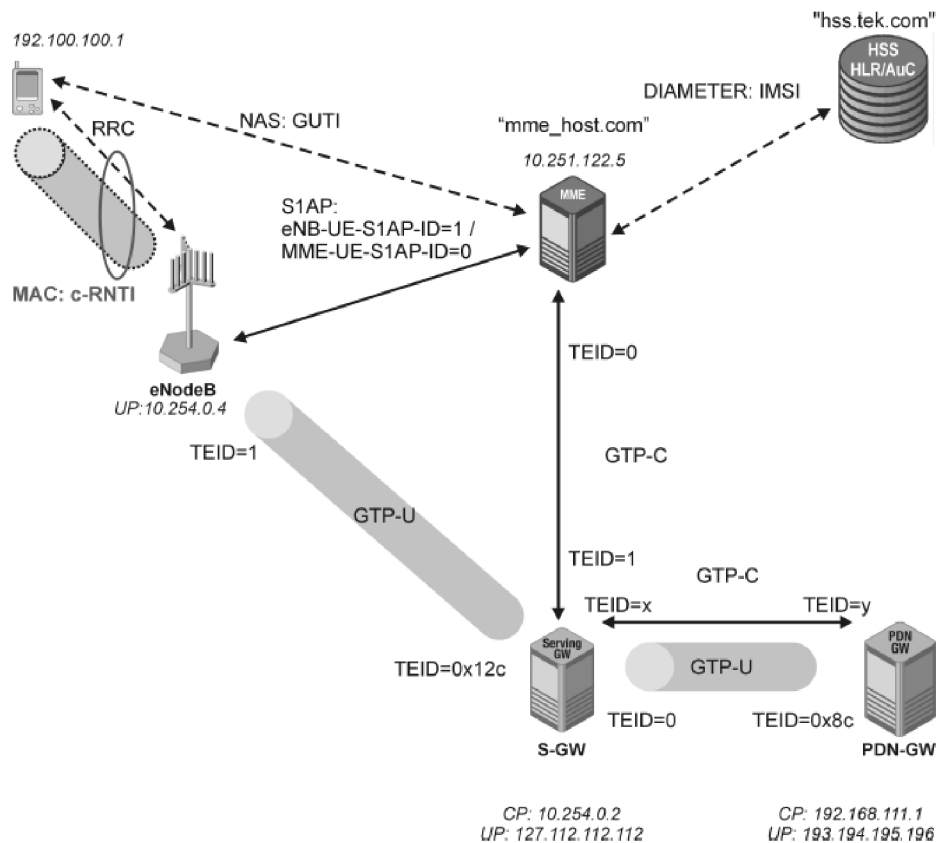 "hss.tek.com"
192.100.100.1
HSS
HLR/AuC
DIAMETER: IMSI
RRC
NAS: GUTI
"mme_host.com"
10.251.122.5
MME
S1AP:
eNB-UE-S1AP-ID=1 /
MME-UE-S1AP-ID=0
MAC: c-RNTI
TEID=0
eNodeB
UP:10.254.0.4
TEID=1
GTP-C
GTP-U
TEID=1
GTP-C
TEID=x
TEID=y
Serving
GW
PDN
GW
TEID=0x12c
GTP-U
TEID=0
TEID=0x8c
S-GW
PDN-GW
CP: 10.254.0.2
UP: 127.112.112.112
CP: 192.168.111.1
UP: 193.194.195.196